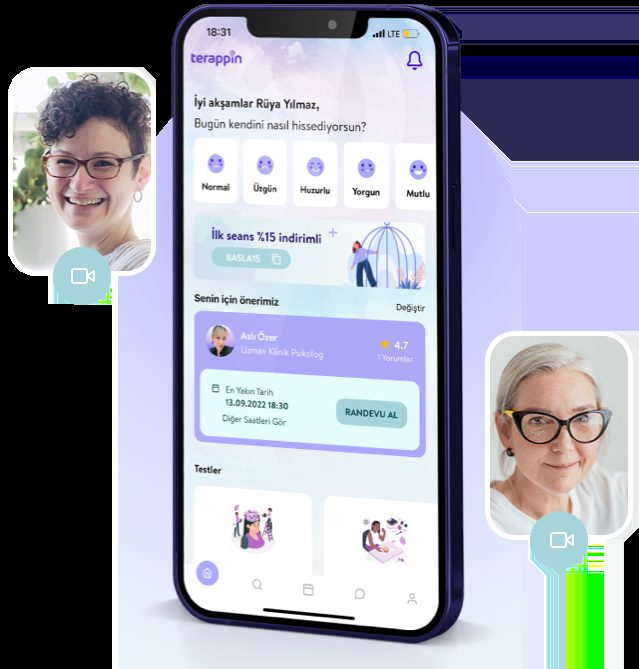 18:31
LTE
terappin
İyi akşamlar Rüya Yılmaz,
Bugün kendini nasıl hissediyorsun?
Normal
Üzgün
Huzurlu
Yorgun
Mutlu
İlk seans %15 indirimli
BASLA15
Senin için önerimiz
Değiştir
Aslı Özer
Uzman Klinik Psikolog
4.7
1 Yorumlar
En Yakın Tarih
13.09.2022 18:30
Diğer Saatleri Gör
RANDEVU AL
Testler